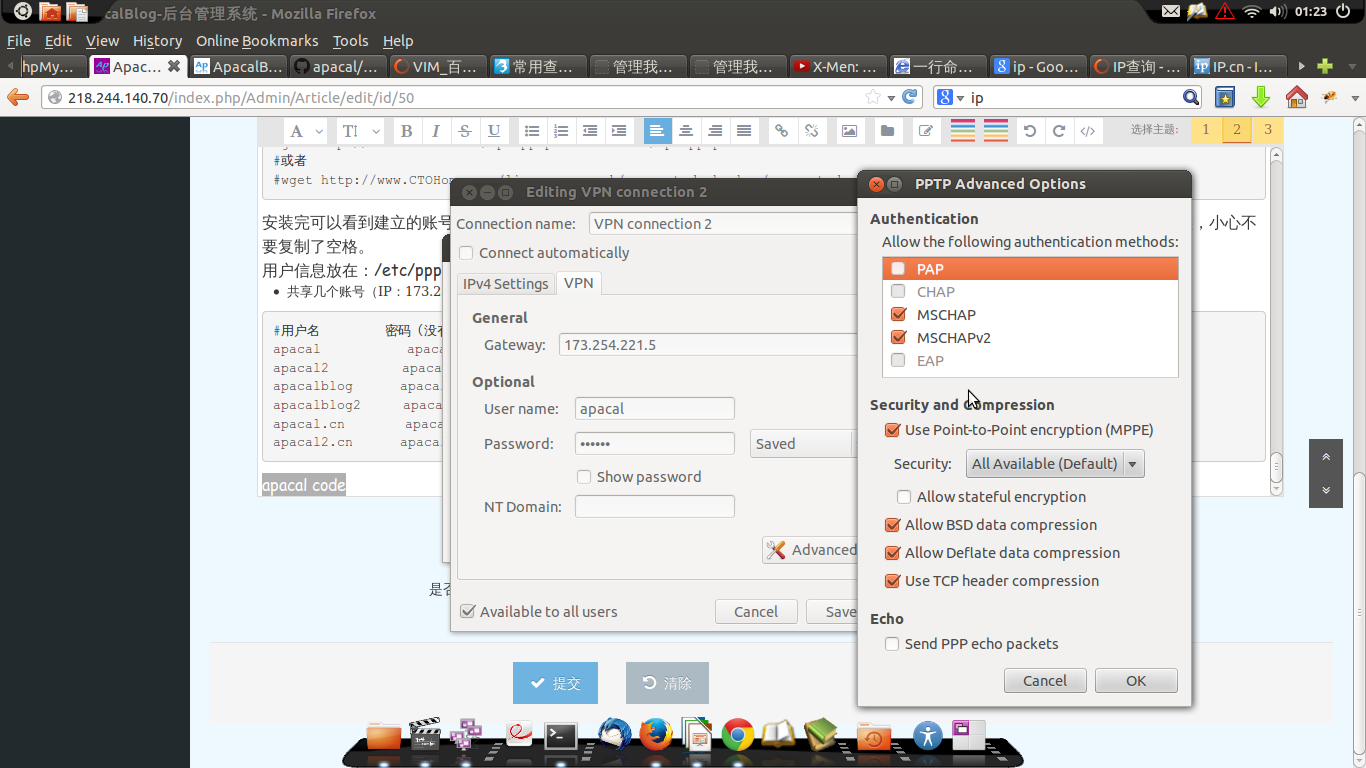 calBlog-后台管理系统 - Mozilla Firefox
01:23
File Edit View History Online Bookmarks Tools Help
hpMy… Apac… ApacalB… apacal/… VIM_百… 常用查… 管理我… 管理我… X-Men: … 一行命… ip - Goo… IP查询 - … IP.cn - I…
218.244.140.70/index.php/Admin/Article/edit/id/50
ip
选择主题: 1 2 3
#或者
#wget http://www.CTOHo
安装完可以看到建立的账号
，小心不
要复制了空格。
用户信息放在：/etc/ppp
共享几个账号（IP：173.2
#用户名 密码（没有
apacal apaca
apacal2 apacal
apacalblog apacal
apacalblog2 apacal
apacal.cn apaca
apacal2.cn apacal
apacal code
是否
提交 清除
Editing VPN connection 2
Connection name: VPN connection 2
Connect automatically
IPv4 Settings VPN
General
Gateway: 173.254.221.5
Optional
User name: apacal
Password: •••••• Saved
Show password
NT Domain:
Advanced
Available to all users Cancel Save
PPTP Advanced Options
Authentication
Allow the following authentication methods:
PAP
CHAP
MSCHAP
MSCHAPv2
EAP
Security and Compression
Use Point-to-Point encryption (MPPE)
Security: All Available (Default)
Allow stateful encryption
Allow BSD data compression
Allow Deflate data compression
Use TCP header compression
Echo
Send PPP echo packets
Cancel OK